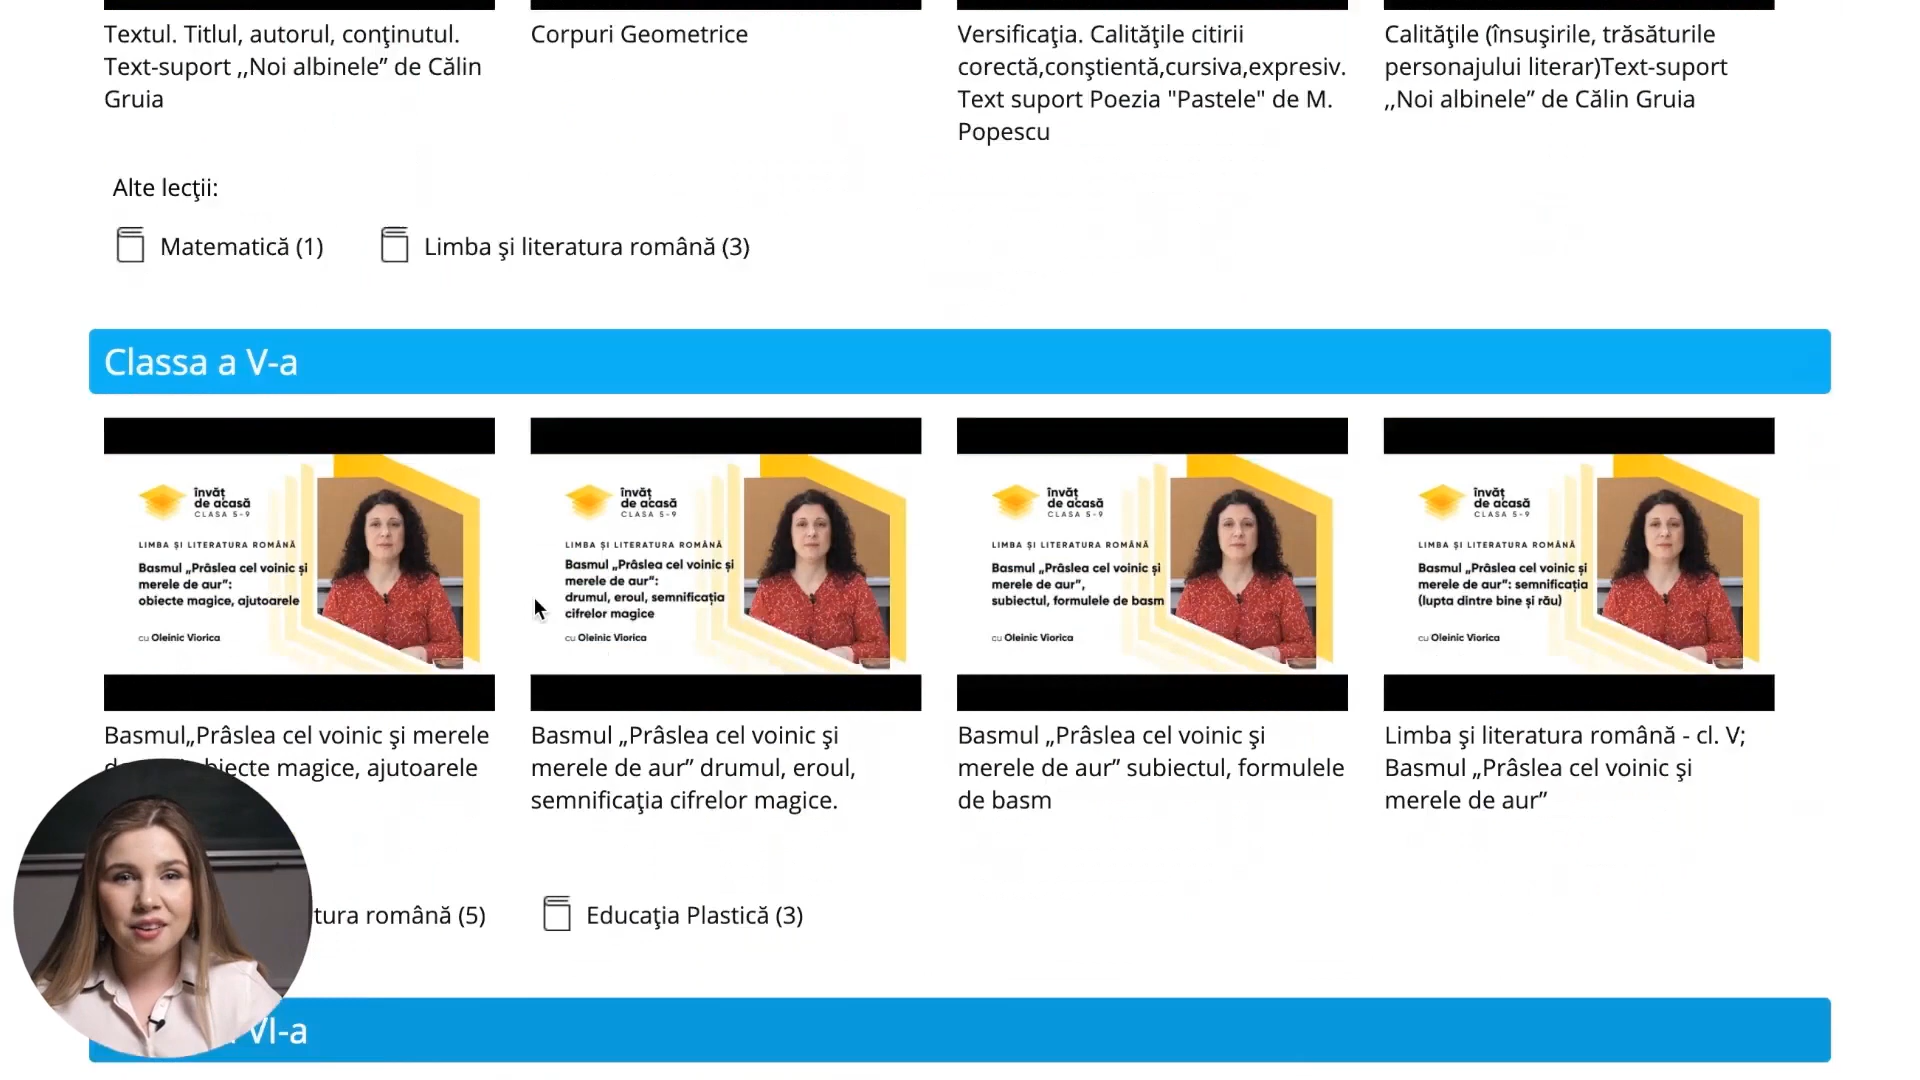 Textul. Titlul, autorul, conţinutul.
Text-suport ,,Noi albinele” de Călin
Gruia
Corpuri Geometrice
Versificaţia. Calităţile citirii
corectă,conştientă,cursiva,expresiv.
Text suport Poezia "Pastele" de M.
Popescu
Calităţile (însuşirile, trăsăturile
personajului literar)Text-suport
,,Noi albinele” de Călin Gruia
Alte lecţii:
Matematică (1)
Limba şi literatura română (3)
Classa a V-a
învăț
de acasă
CLASA 5-9
LIMBA ȘI LITERATURA ROMÂNĂ
Basmul „Prâslea cel voinic și
merele de aur”:
obiecte magice, ajutoarele
cu Oleinic Viorica
învăț
de acasă
CLASA 5-9
LIMBA ȘI LITERATURA ROMÂNĂ
Basmul „Prâslea cel voinic și
merele de aur”:
drumul, eroul, semnificația
cifrelor magice
cu Oleinic Viorica
învăț
de acasă
CLASA 5-9
LIMBA ȘI LITERATURA ROMÂNĂ
Basmul „Prâslea cel voinic și
merele de aur”,
subiectul, formulele de basm
cu Oleinic Viorica
învăț
de acasă
CLASA 5-9
LIMBA ȘI LITERATURA ROMÂNĂ
Basmul „Prâslea cel voinic și
merele de aur”: semnificația
(lupta dintre bine și rău)
cu Oleinic Viorica
Basmul„Prâslea cel voinic şi merele
magice, ajutoarele
Basmul „Prâslea cel voinic şi
merele de aur” drumul, eroul,
semnificaţia cifrelor magice.
Basmul „Prâslea cel voinic şi
merele de aur” subiectul, formulele
de basm
Limba şi literatura română - cl. V;
Basmul „Prâslea cel voinic şi
merele de aur”
română (5)
Educaţia Plastică (3)
VI-a